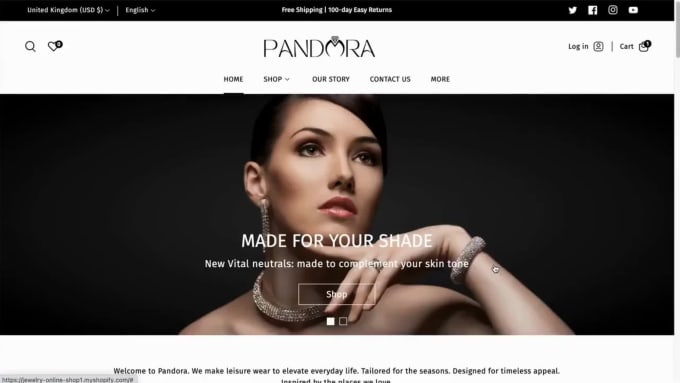 United Kingdom (USD $)
English
Free Shipping | 100-day Easy Returns
0
PANDORA
Log in
Cart
1
HOME
SHOP
OUR STORY
CONTACT US
MORE
MADE FOR YOUR SHADE
New Vital neutrals: made to complement your skin tone
Shop
Welcome to Pandora. We make leisure wear to elevate everyday life. Tailored for the seasons. Designed for timeless appeal.
Inspired by the places we love.
https://jewelry-online-shop1.myshopify.com/#